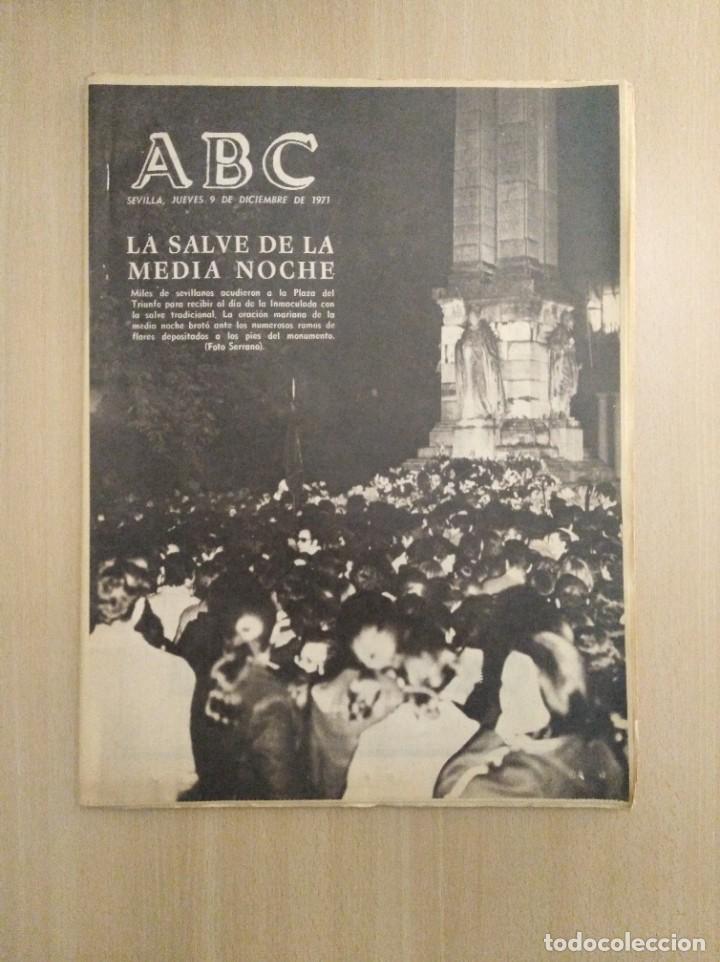 ABC
SEVILLA, JUEVES 9 DE DICIEMBRE DE 1971
LA SALVE DE LA
MEDIA NOCHE
Miles de sevillanos acudieron a la Plaza del
Triunfo para recibir al día de la Inmaculada con
la salve tradicional. La oración mariana de la
media noche brotó ante los numerosos ramos de
flores depositados a los pies del monumento.
(Foto Serrano).
todocoleccion.net